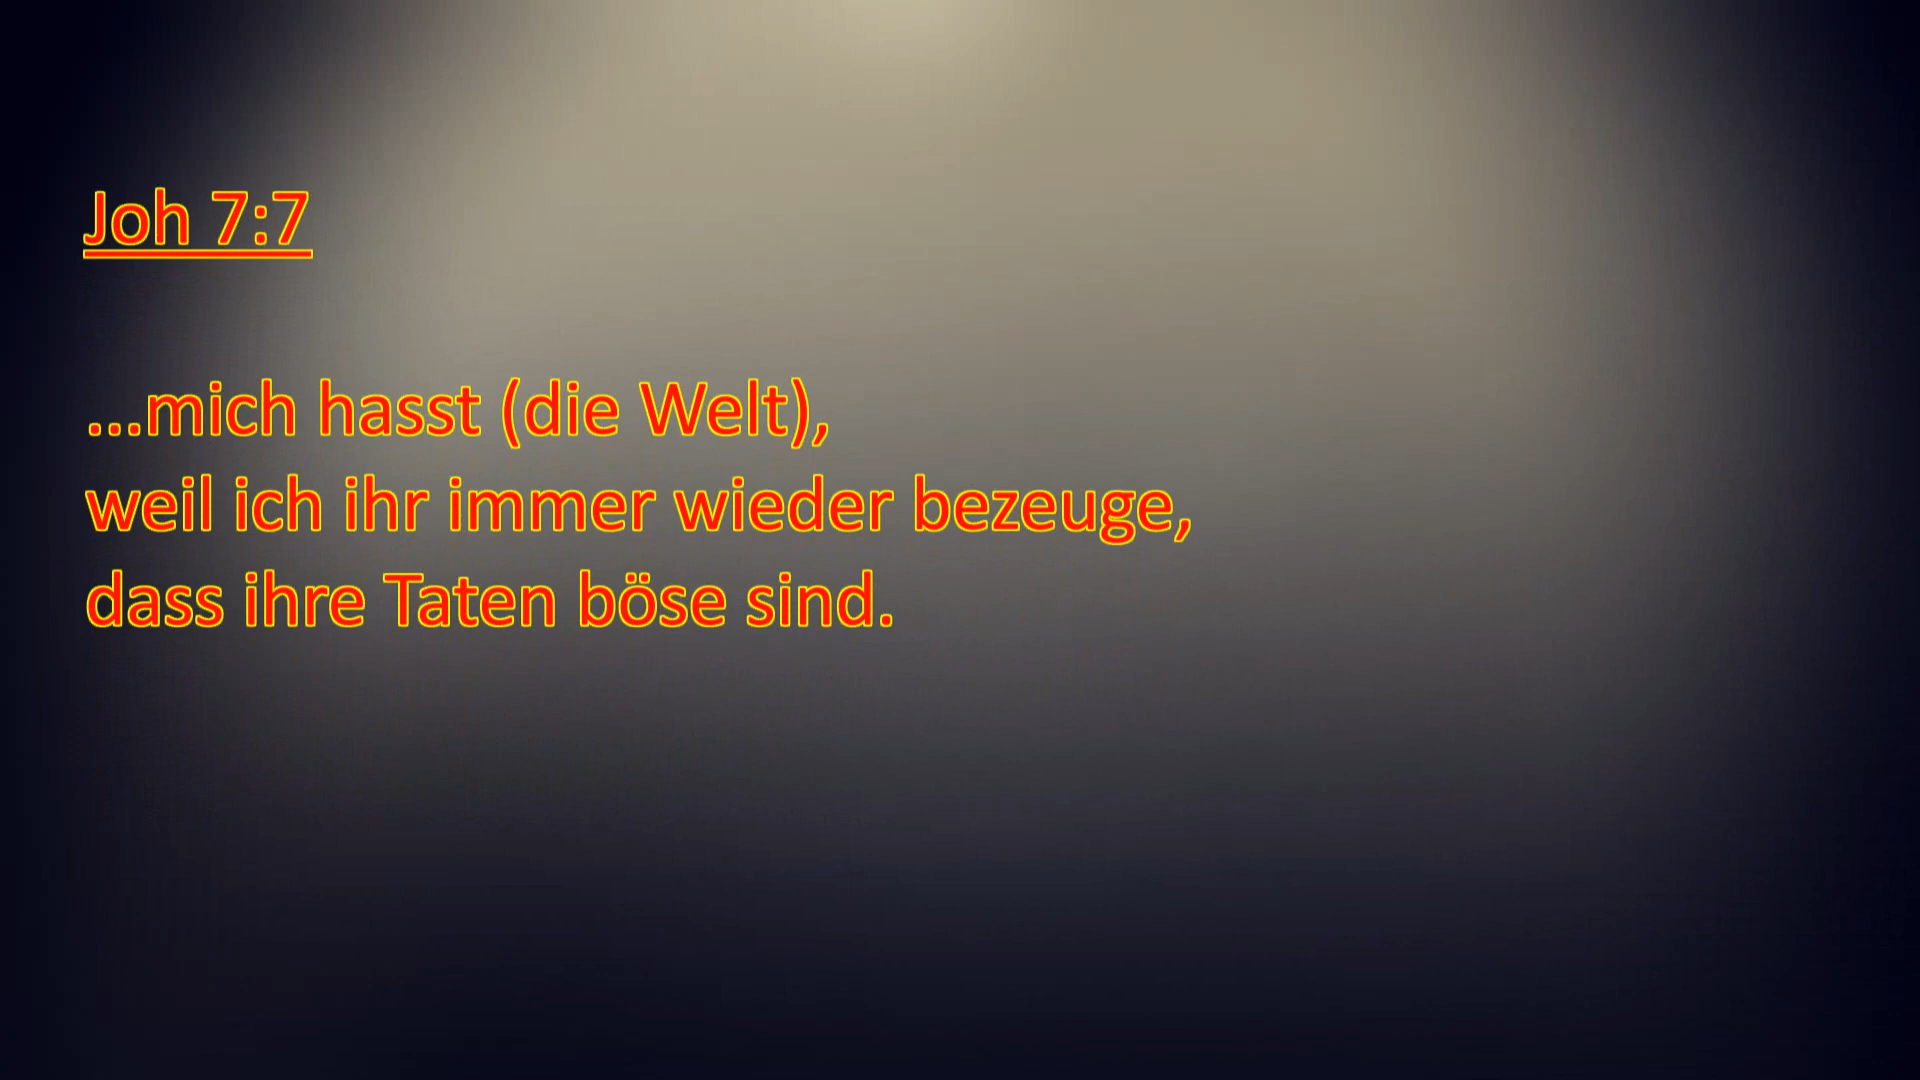 Joh 7:7
...mich hasst (die Welt),
weil ich ihr immer wieder bezeuge,
dass ihre Taten böse sind.